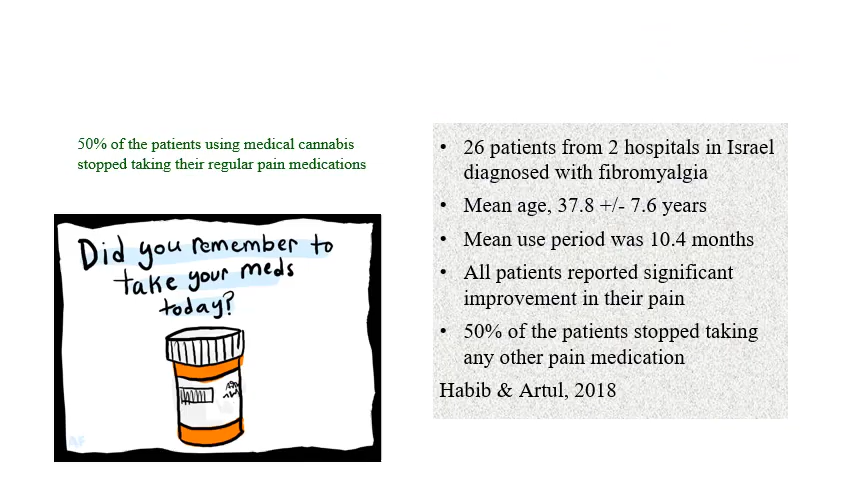 50% of the patients using medical cannabis
stopped taking their regular pain medications
Did you remember to
take your meds
today?
AF
• 26 patients from 2 hospitals in Israel
diagnosed with fibromyalgia
• Mean age, 37.8 +/- 7.6 years
• Mean use period was 10.4 months
• All patients reported significant
improvement in their pain
• 50% of the patients stopped taking
any other pain medication
Habib & Artul, 2018